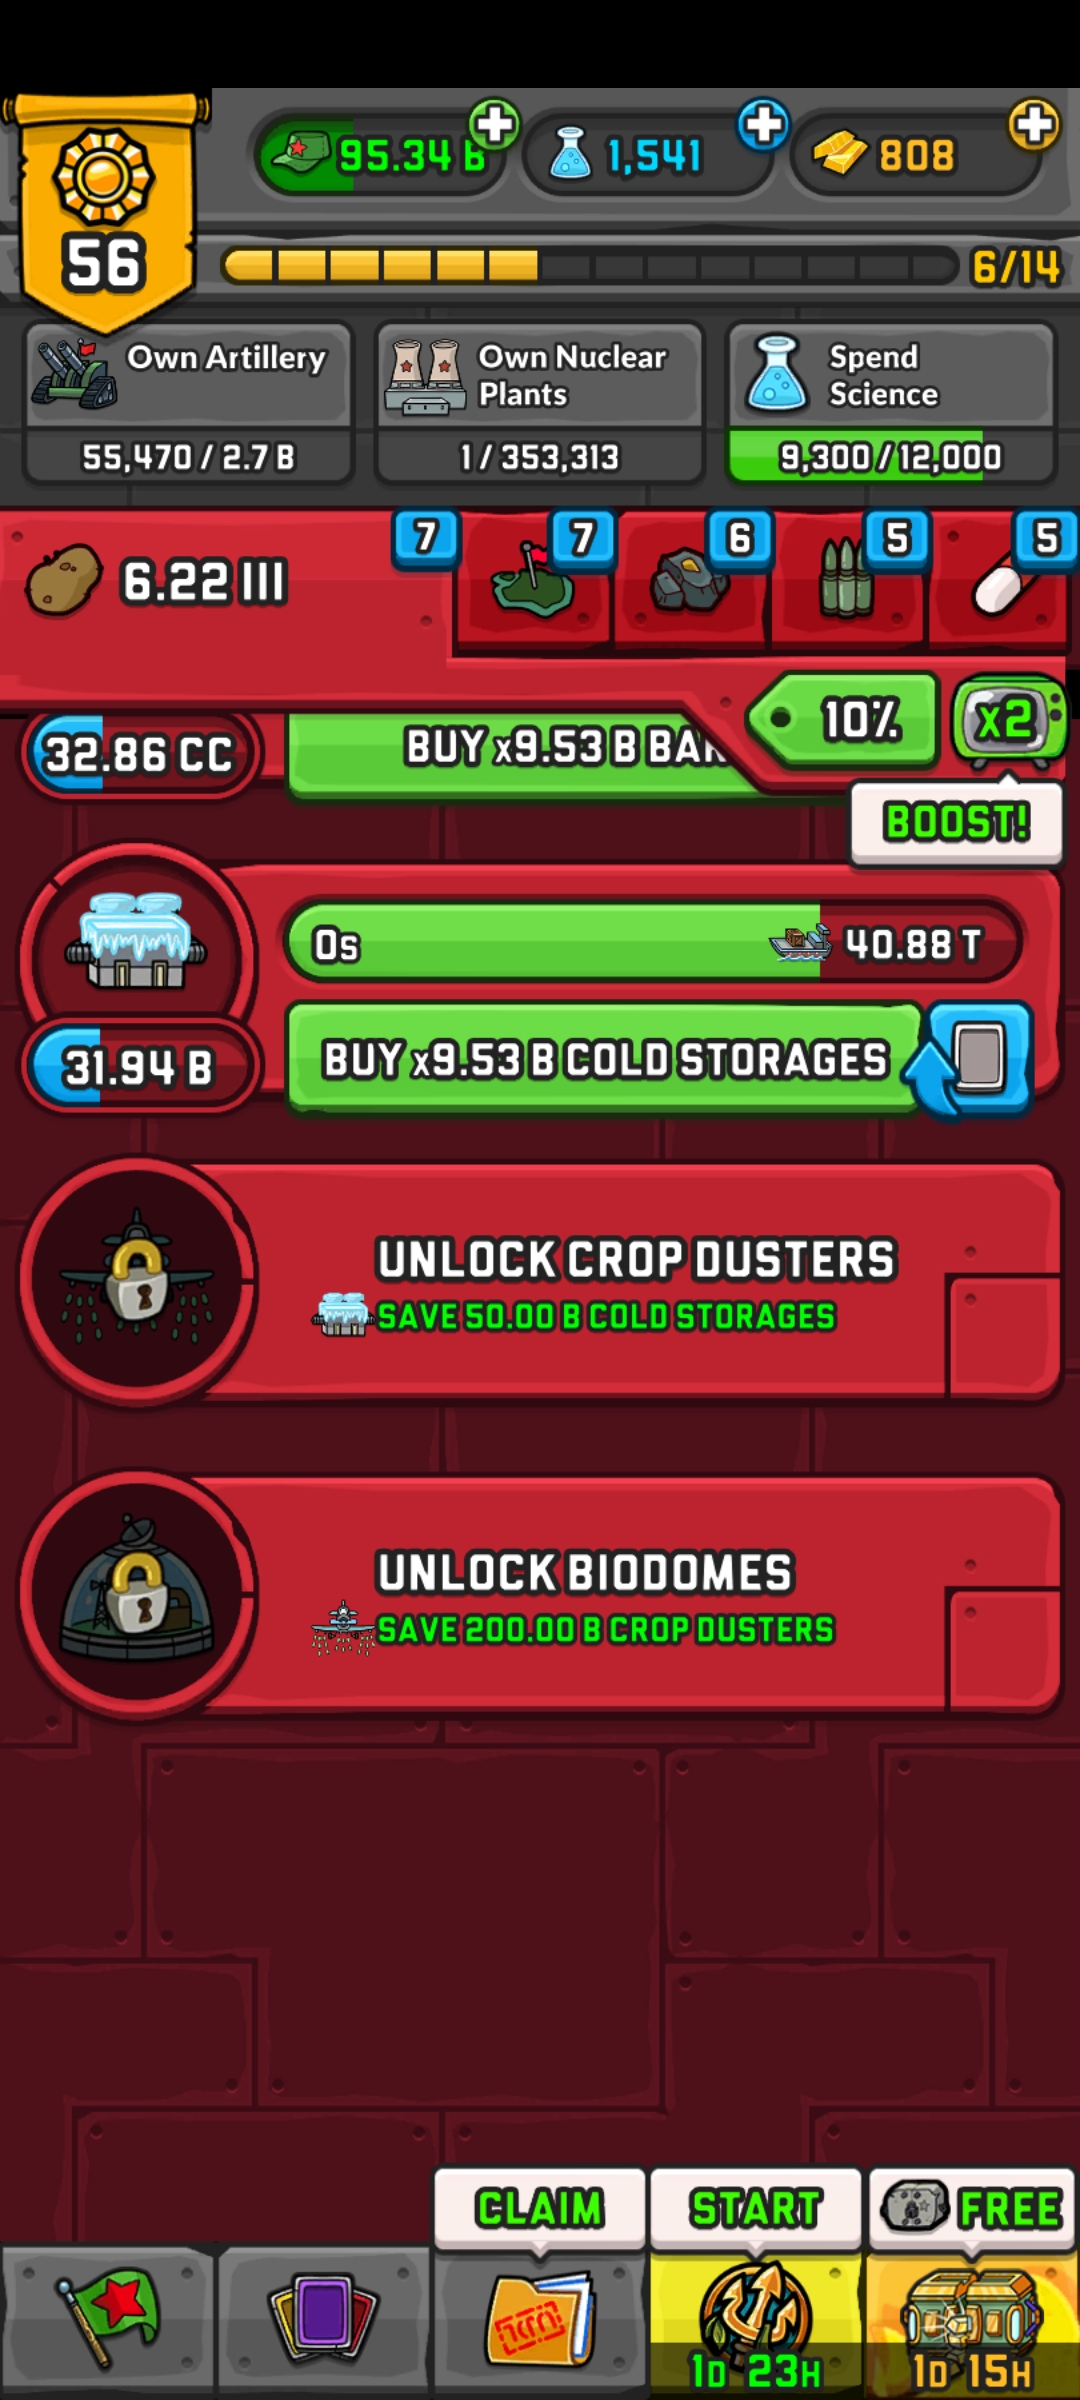 95.34 B
1,541
808
56
6/14
Own Artillery
55,470 / 2.7 B
Own Nuclear
Plants
1 / 353,313
Spend
Science
9,300 / 12,000
6.22 III
7
7
6
5
5
10%
x2
BOOST!
32.86 CC
BUY x9.53 B BAR
0s
40.88 T
31.94 B
BUY x9.53 B COLD STORAGES
UNLOCK CROP DUSTERS
SAVE 50.00 B COLD STORAGES
UNLOCK BIODOMES
SAVE 200.00 B CROP DUSTERS
CLAIM
START
FREE
1D 23H
1D 15H